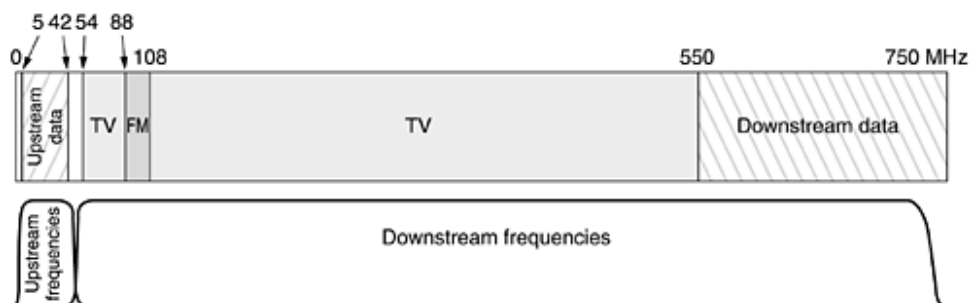 5 42 54 88
0 108 550 750 MHz
Upstream
data
TV FM TV Downstream data
Upstream
frequencies
Downstream frequencies